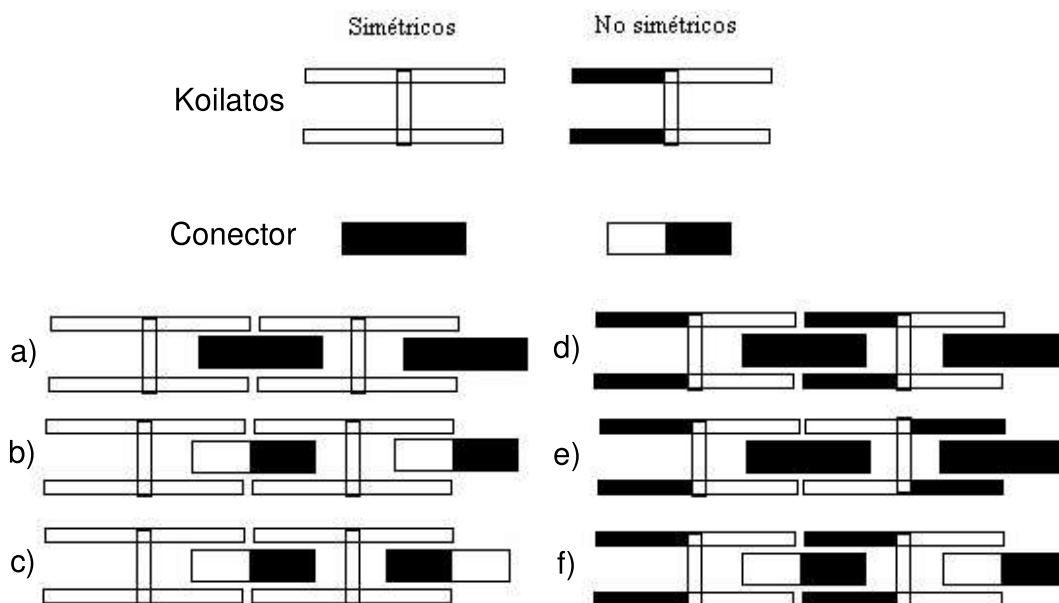 Simétricos
No simétricos
Koilatos
Conector
a)
d)
b)
e)
c)
f)